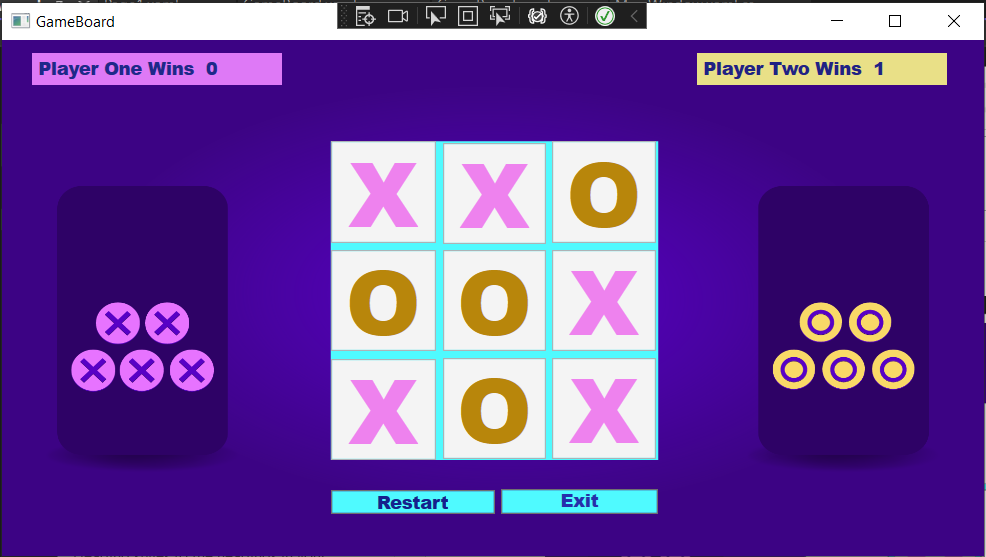 GameBoard
Player One Wins 0
Player Two Wins 1
X X O
O O X
X O X
Restart
Exit